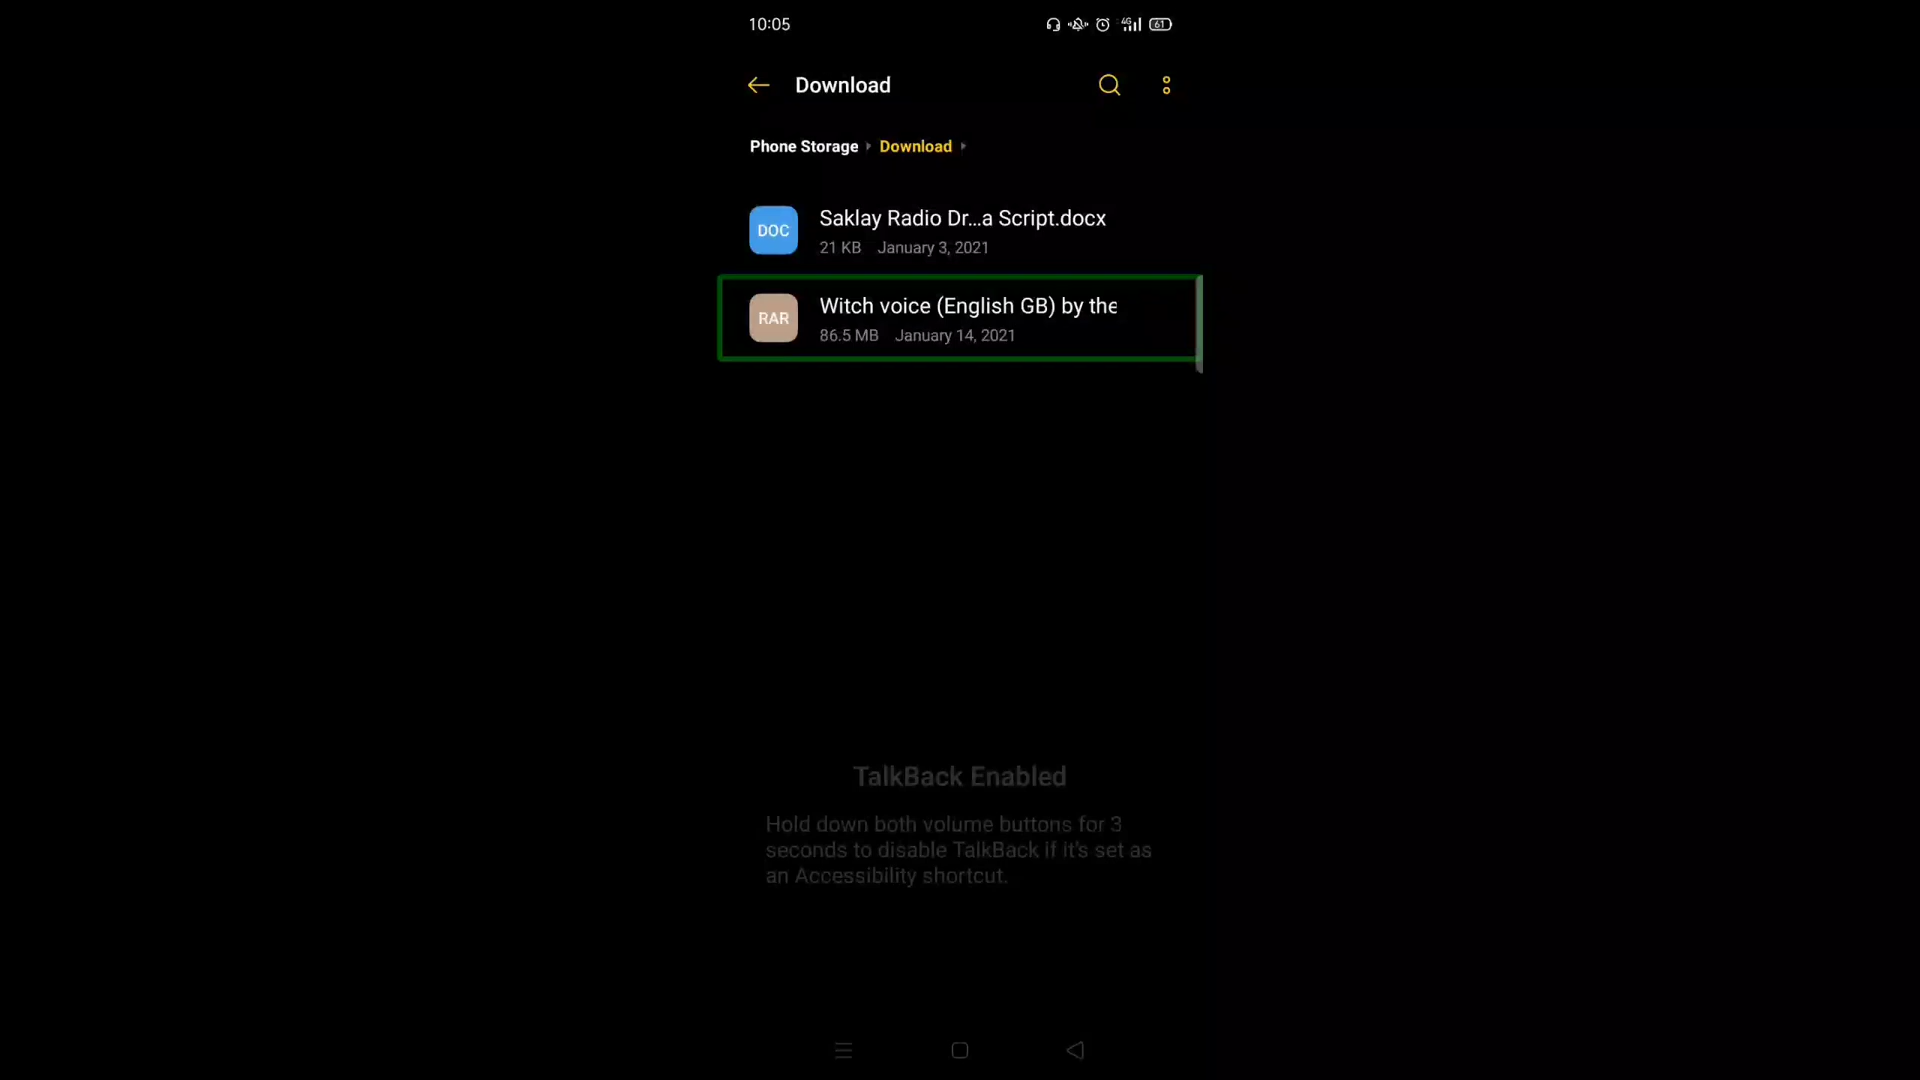 10:05
4G
61
Download
Phone Storage
Download
DOC
Saklay Radio Dr...a Script.docx
21 KB January 3, 2021
RAR
Witch voice (English GB) by the
86.5 MB January 14, 2021
TalkBack Enabled
Hold down both volume buttons for 3
seconds to disable TalkBack if it's set as
an Accessibility shortcut.